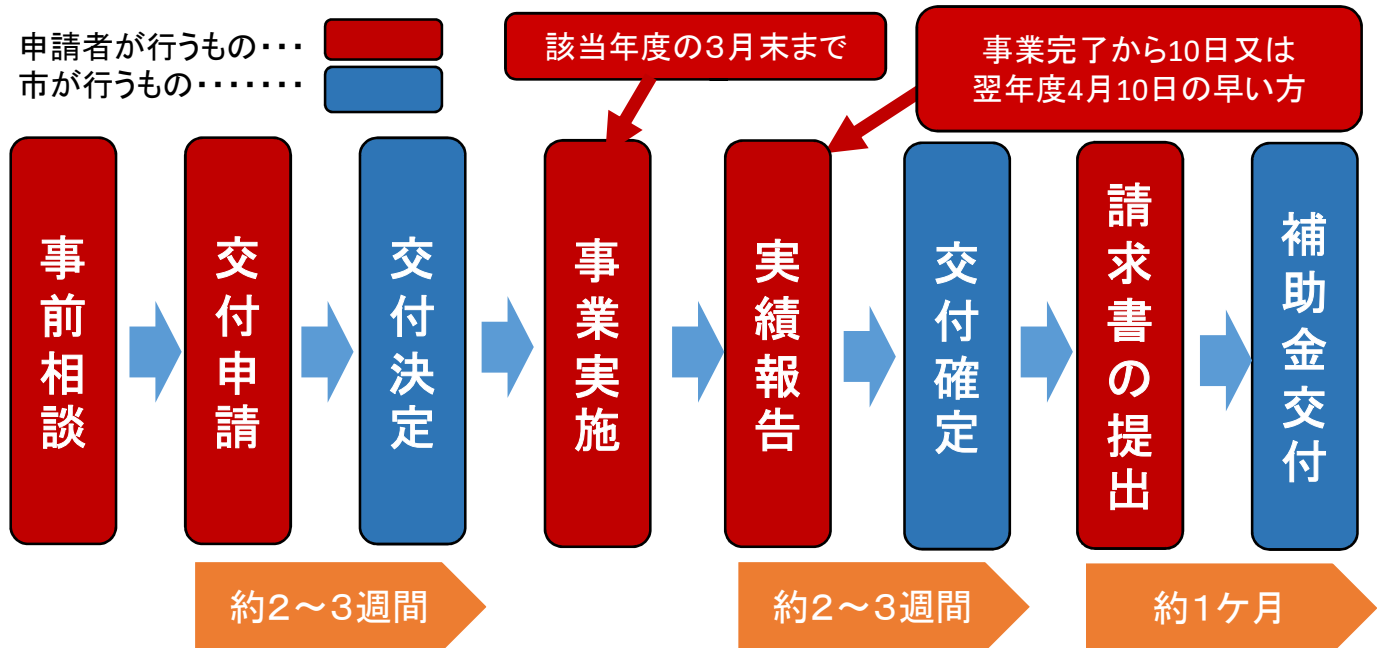 申請者が行うもの･･･
市が行うもの･･･････
該当年度の３月末まで
事業完了から10日又は
翌年度4月10日の早い方
事前相談
交付申請
交付決定
事業実施
実績報告
交付確定
請求書の提出
補助金交付
約２～３週間
約２～３週間
約１ケ月